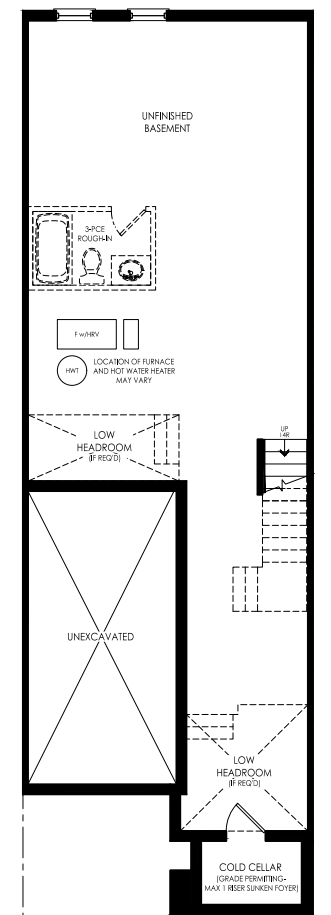 UNFINISHED
BASEMENT
3-PCE
ROUGH-IN
F w/HRV
HWT
LOCATION OF FURNACE
AND HOT WATER HEATER
MAY VARY
LOW
HEADROOM
(IF REQ'D)
UP
14R
UNEXCAVATED
LOW
HEADROOM
(IF REQ'D)
COLD CELLAR
(GRADE PERMITTING-
MAX 1 RISER SUNKEN FOYER)